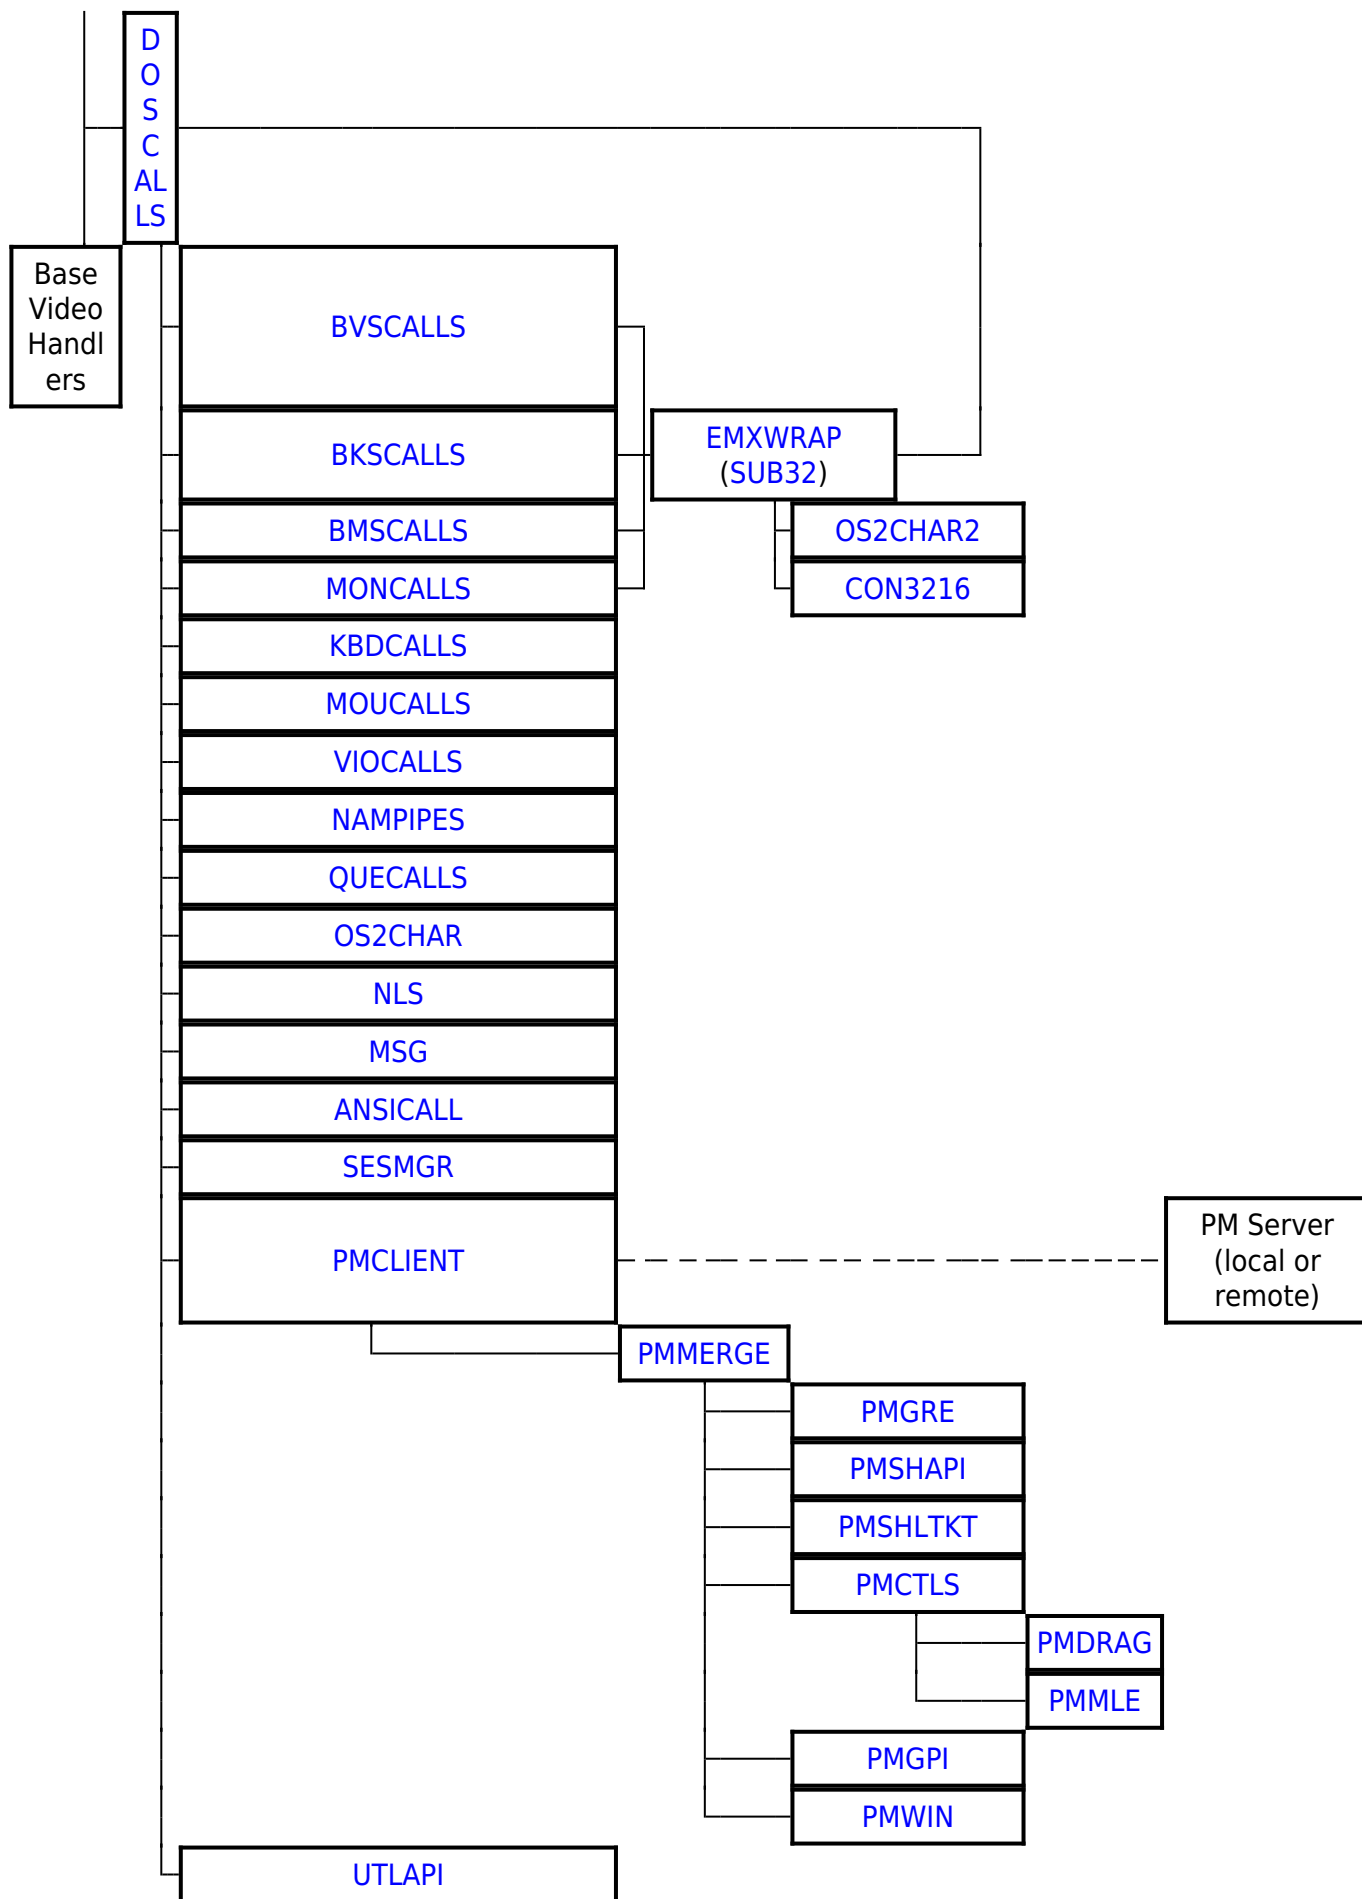 D
O
S
C
AL
LS
Base
Video
Handl
ers
BVSCALLS
BKSCALLS
EMXWRAP
(SUB32)
BMSCALLS
OS2CHAR2
MONCALLS
CON3216
KBDCALLS
MOUCALLS
VIOCALLS
NAMPIPES
QUECALLS
OS2CHAR
NLS
MSG
ANSICALL
SESMGR
PMCLIENT
PM Server
(local or
remote)
PMMERGE
PMGRE
PMSHAPI
PMSHLTKT
PMCTLS
PMDRAG
PMMLE
PMGPI
PMWIN
UTLAPI